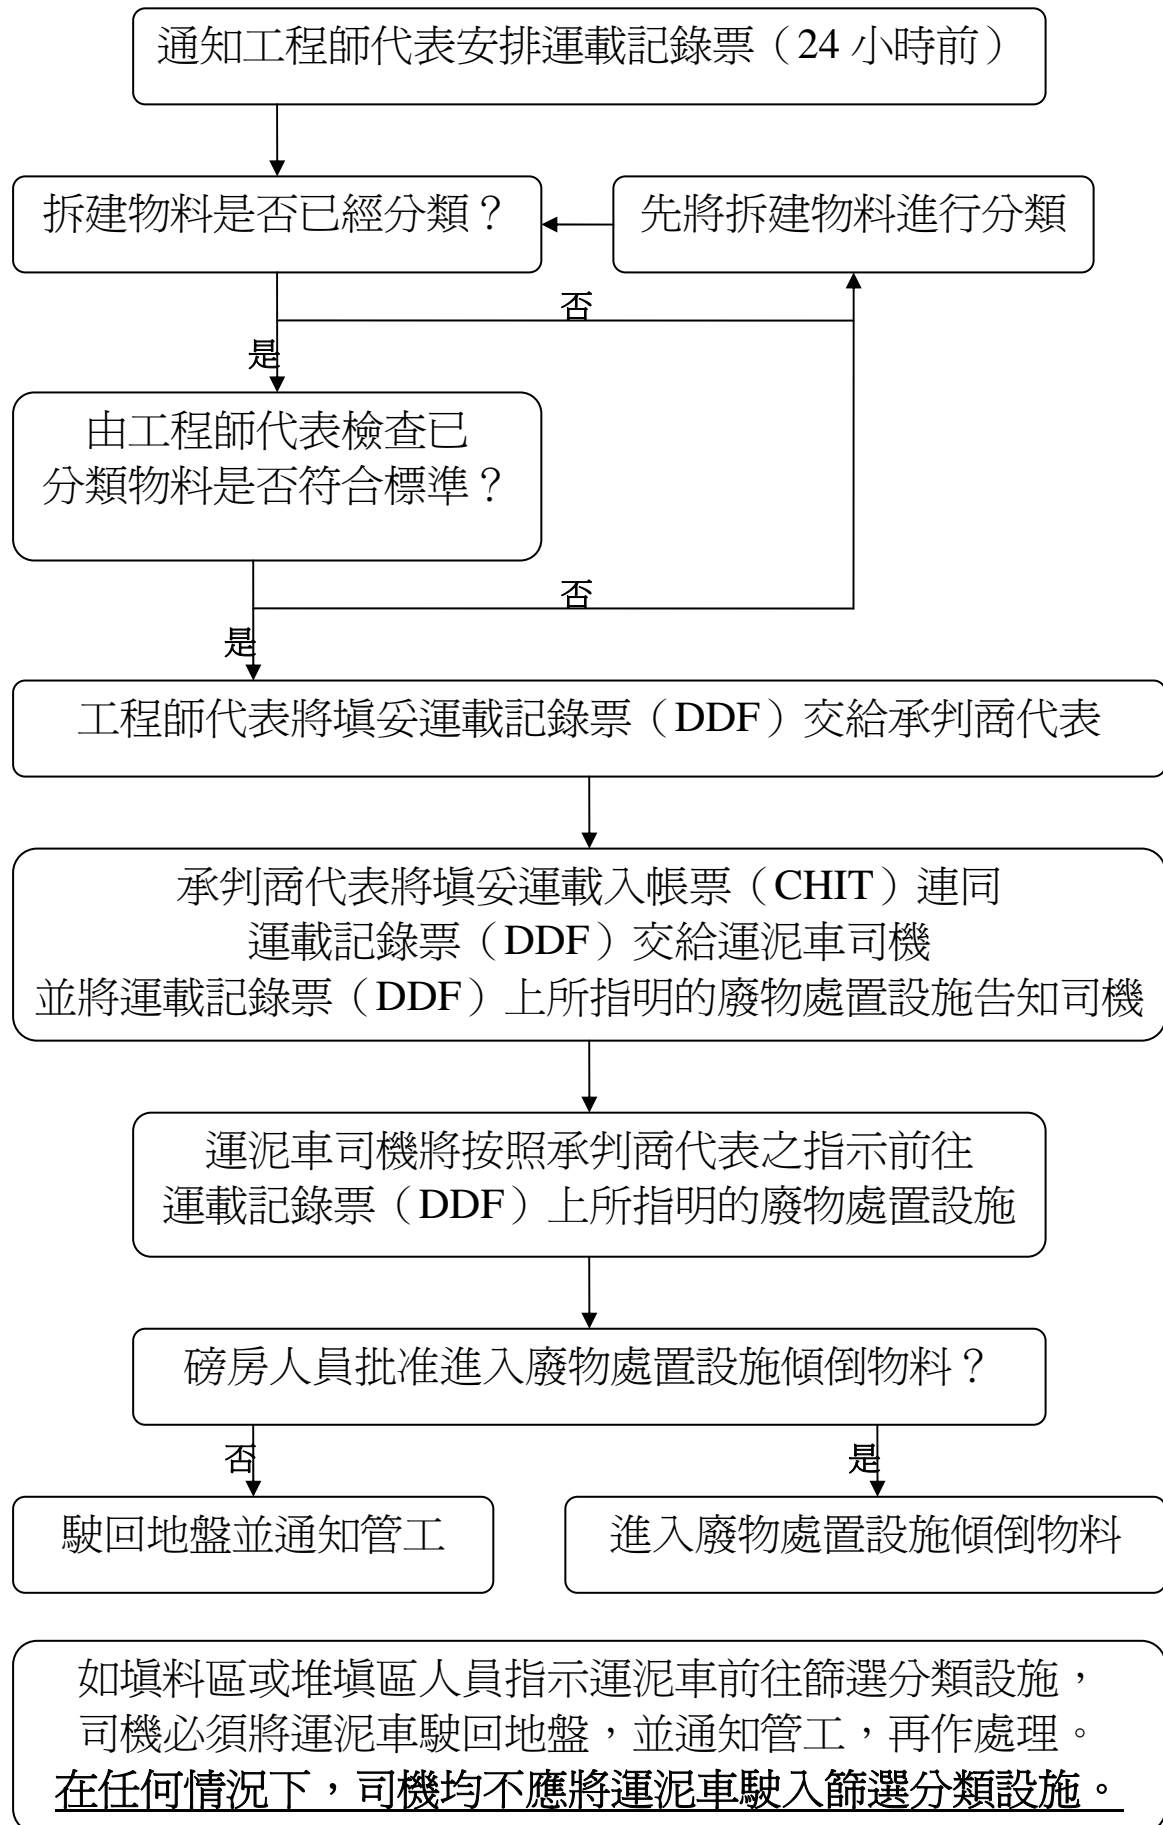 通知工程師代表安排運載記錄票（24 小時前）
拆建物料是否已經分類？
先將拆建物料進行分類
否
是
由工程師代表檢查已
分類物料是否符合標準？
否
是
工程師代表將填妥運載記錄票（DDF）交給承判商代表
承判商代表將填妥運載入帳票（CHIT）連同
運載記錄票（DDF）交給運泥車司機
並將運載記錄票（DDF）上所指明的廢物處置設施告知司機
運泥車司機將按照承判商代表之指示前往
運載記錄票（DDF）上所指明的廢物處置設施
磅房人員批准進入廢物處置設施傾倒物料？
否
是
駛回地盤並通知管工
進入廢物處置設施傾倒物料
如填料區或堆填區人員指示運泥車前往篩選分類設施，
司機必須將運泥車駛回地盤，並通知管工，再作處理。
在任何情況下，司機均不應將運泥車駛入篩選分類設施。